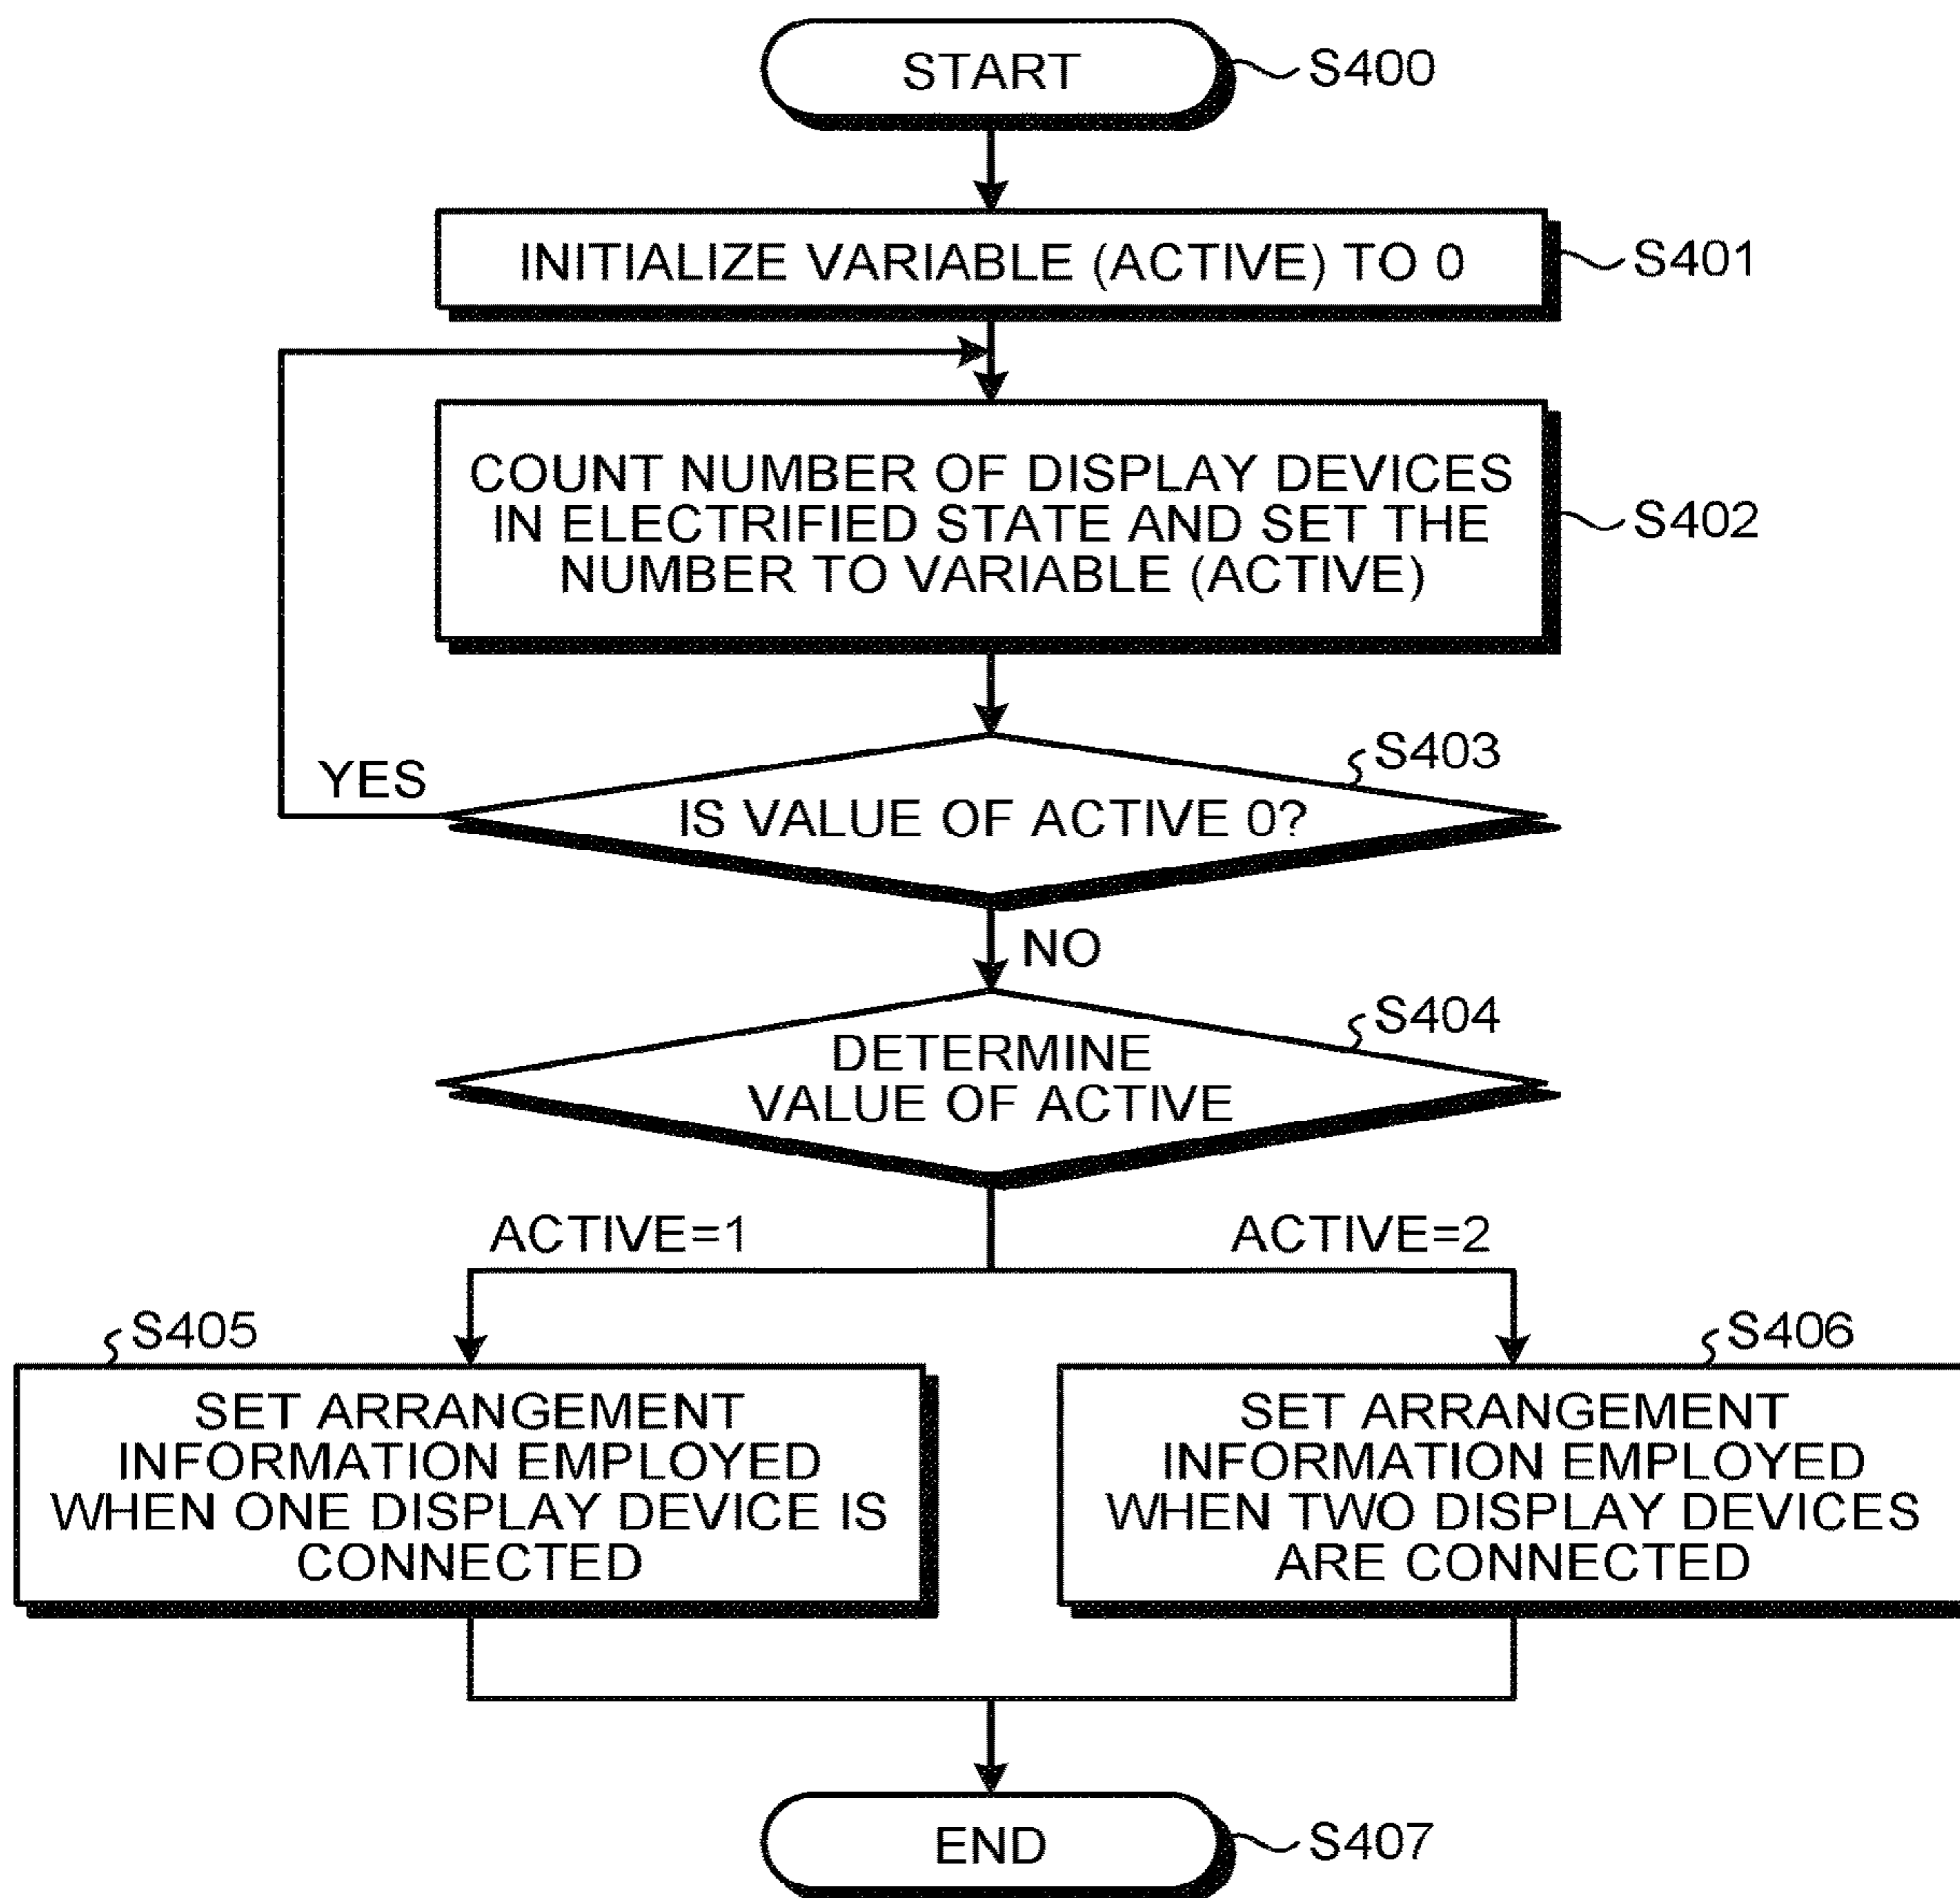 START
S400
INITIALIZE VARIABLE (ACTIVE) TO 0
S401
COUNT NUMBER OF DISPLAY DEVICES
IN ELECTRIFIED STATE AND SET THE
NUMBER TO VARIABLE (ACTIVE)
S402
S403
YES
IS VALUE OF ACTIVE 0?
NO
S404
DETERMINE
VALUE OF ACTIVE
ACTIVE=1
ACTIVE=2
S405
SET ARRANGEMENT
INFORMATION EMPLOYED
WHEN ONE DISPLAY DEVICE IS
CONNECTED
S406
SET ARRANGEMENT
INFORMATION EMPLOYED
WHEN TWO DISPLAY DEVICES
ARE CONNECTED
END
S407